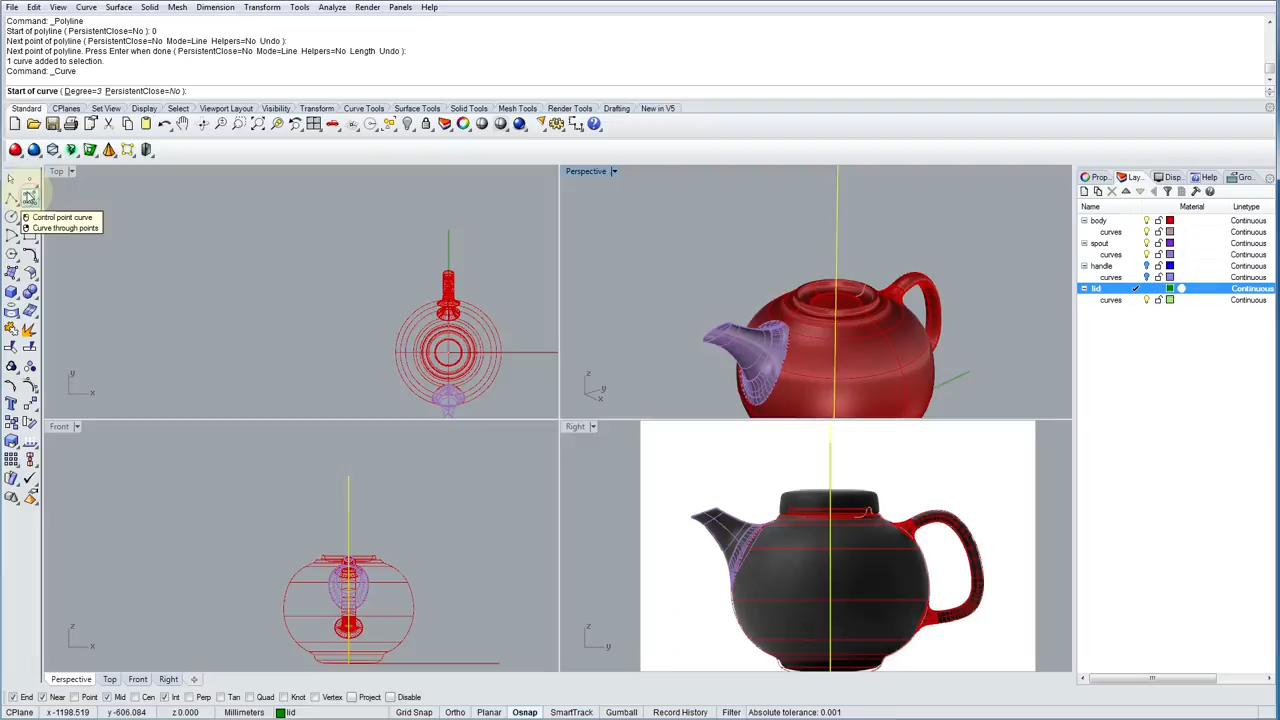 File Edit View Curve Surface Solid Mesh Dimension Transform Tools Analyze Render Panels Help
Command: _Polyline
Start of polyline ( PersistentClose=No ): 0
Next point of polyline ( PersistentClose=No Mode=Line Helpers=No Undo ):
Next point of polyline. Press Enter when done ( PersistentClose=No Mode=Line Helpers=No Length Undo ):
1 curve added to selection.
Command: _Curve
Start of curve ( Degree=3 PersistentClose=No ):
Standard CPlanes Set View Display Select Viewport Layout Visibility Transform Curve Tools Surface Tools Solid Tools Mesh Tools Render Tools Drafting New in V5
Top
Perspective
Prop... Lay... Disp... Help Gro...
Name Material Linetype
body Continuous
curves Continuous
spout Continuous
curves Continuous
handle Continuous
curves Continuous
lid Continuous
curves Continuous
Control point curve
Curve through points
y
x
z
y
x
Front
Right
z
x
z
y
Perspective Top Front Right
End Near Point Mid Cen Int Perp Tan Quad Knot Vertex Project Disable
CPlane x -1198.519 y -606.084 z 0.000 Millimeters lid Grid Snap Ortho Planar Osnap SmartTrack Gumball Record History Filter Absolute tolerance: 0.001